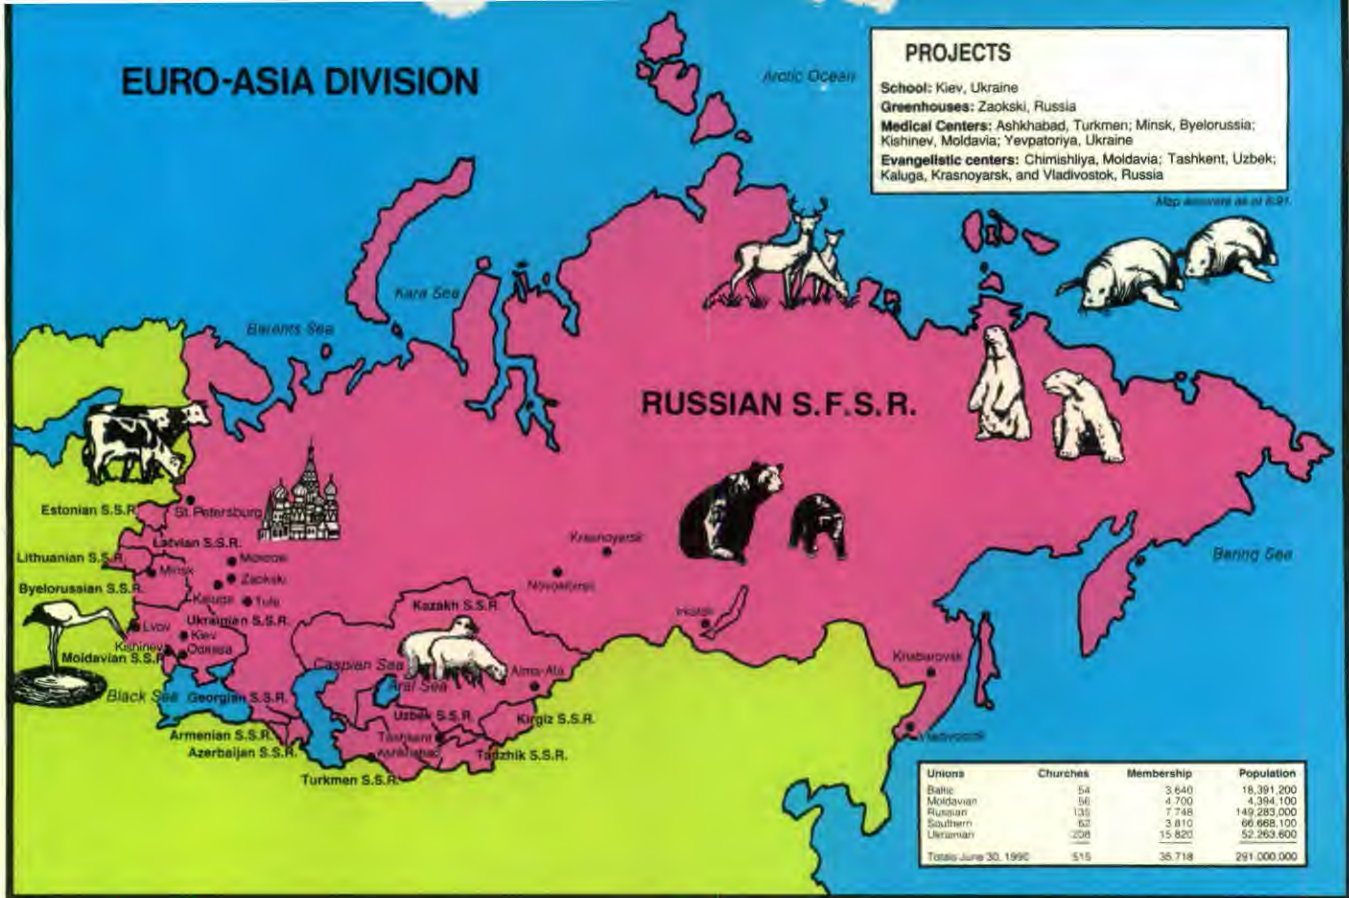 EURO-ASIA DIVISION
Arctic Ocean
PROJECTS
School: Kiev, Ukraine
Greenhouses: Zaokski, Russia
Medical Centers: Ashkhabad, Turkmen; Minsk, Byelorussia;
Kishinev, Moldavia; Yevpatoriya, Ukraine
Evangelistic centers: Chimishliya, Moldavia; Tashkent, Uzbek;
Kaluga, Krasnoyarsk, and Vladivostok, Russia
Map accurate as of 8/91
Kara Sea
Barents Sea
RUSSIAN S.F.S.R.
Estonian S.S.R.
St. Petersburg
Latvian S.S.R.
Lithuanian S.S.R.
Moscow
Minsk
Zaokski
Byelorussian S.S.R.
Kaluga
Tula
Krasnoyarsk
Novosibirsk
Bering Sea
Kazakh S.S.R.
Irkutsk
Lvov
Ukrainian S.S.R.
Kiev
Kishinev
Odessa
Moldavian S.S.R.
Caspian Sea
Alma-Ata
Khabarovsk
Aral Sea
Black Sea
Georgian S.S.R.
Uzbek S.S.R.
Kirgiz S.S.R.
Armenian S.S.R.
Tashkent
Vladivostok
Azerbaijan S.S.R.
Ashkhabad
Tadzhik S.S.R.
Turkmen S.S.R.
Unions Churches Membership Population
Baltic 54 3,640 18,391,200
Moldavian 56 4,700 4,394,100
Russian 135 7,748 149,283,000
Southern 62 3,810 66,668,100
Ukrainian 208 15,820 52,263,600
Totals June 30, 1990 515 35,718 291,000,000